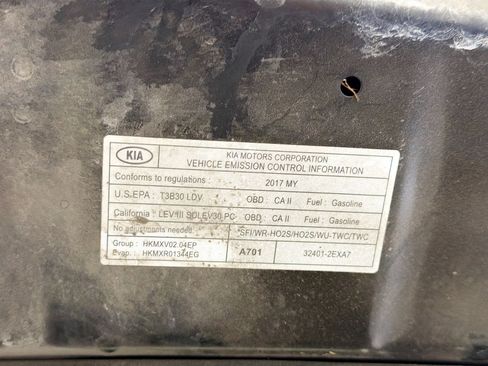 KIA
KIA MOTORS CORPORATION
VEHICLE EMISSION CONTROL INFORMATION
Conforms to regulations : 2017 MY
U.S.EPA : T3B30 LDV OBD : CA II Fuel : Gasoline
California : LEV III SULEV30 PC OBD : CA II Fuel : Gasoline
No adjustments needed SFI/WR-HO2S/HO2S/WU-TWC/TWC
Group : HKMXV02.04EP
Evap. : HKMXR01344EG
A701
32401-2EXA7